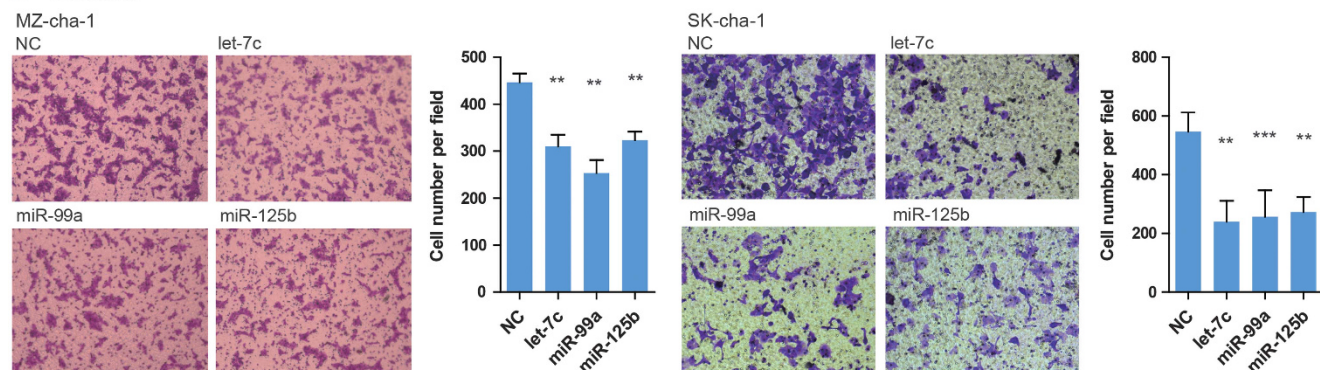 MZ-cha-1
NC
let-7c
miR-99a
miR-125b
Cell number per field
500
400
300
200
100
0
**
**
**
NC
let-7c
miR-99a
miR-125b
SK-cha-1
NC
let-7c
miR-99a
miR-125b
Cell number per field
800
600
400
200
0
**
***
**
NC
let-7c
miR-99a
miR-125b